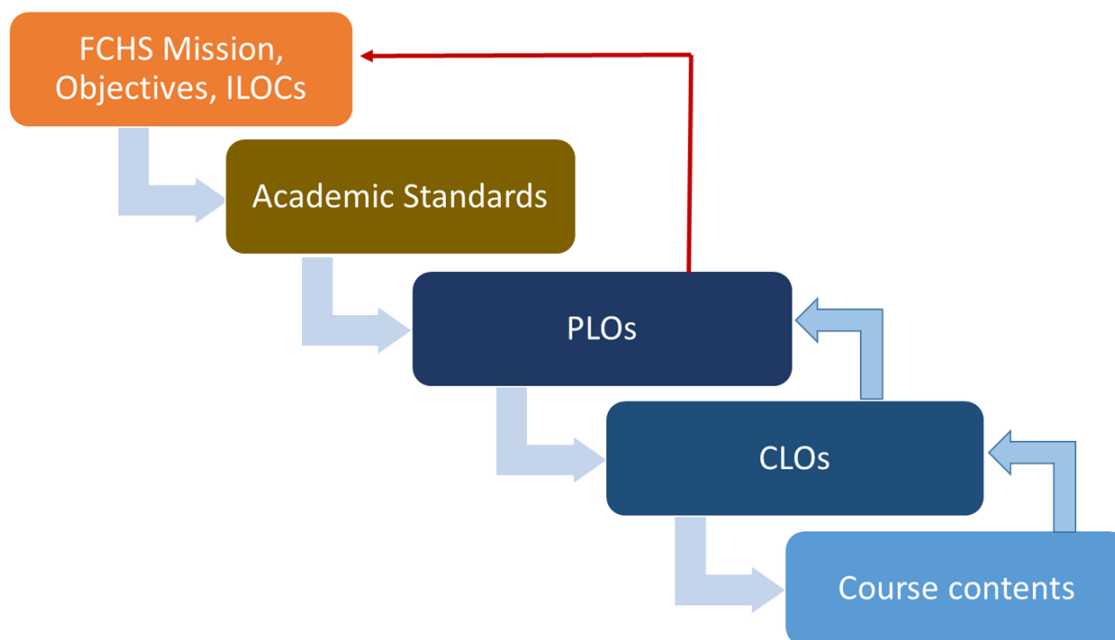 FCHS Mission,
Objectives, ILOCs
Academic Standards
PLOs
CLOs
Course contents